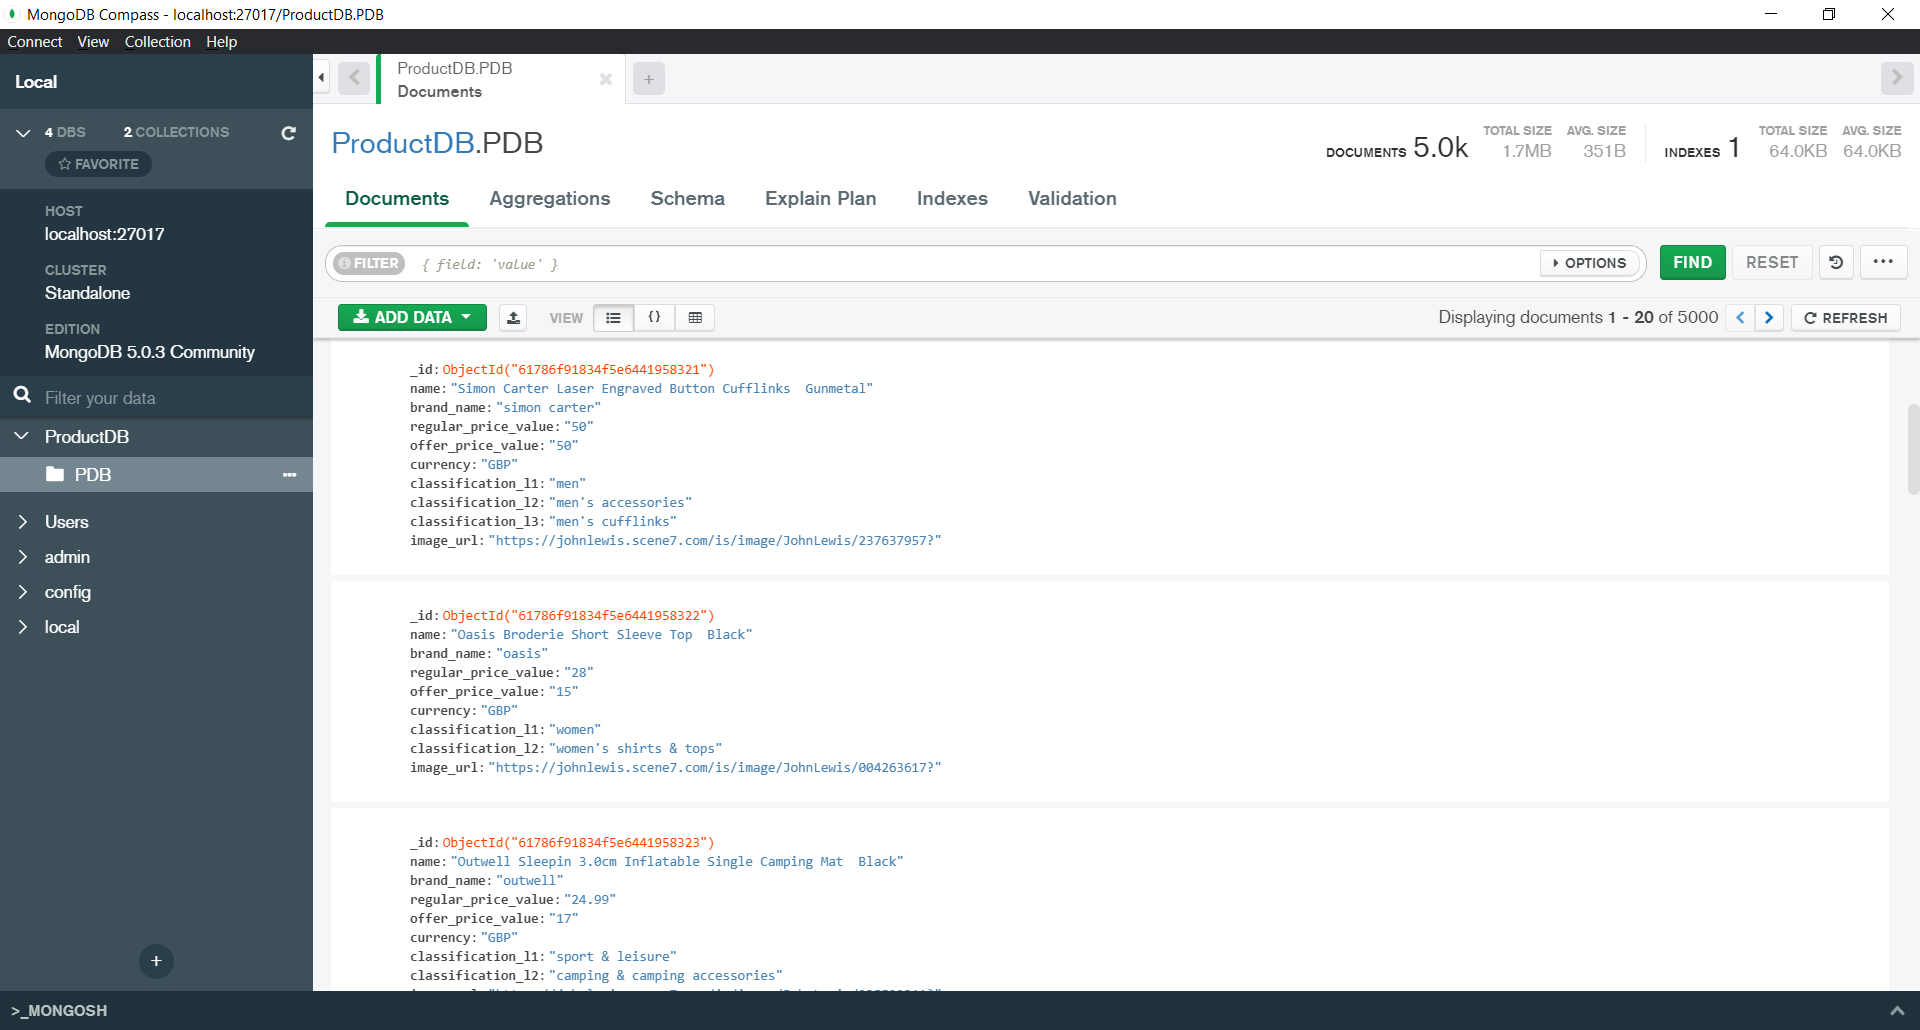 MongoDB Compass - localhost:27017/ProductDB.PDB
Connect View Collection Help
Local
4 DBS 2 COLLECTIONS
FAVORITE
HOST
localhost:27017
CLUSTER
Standalone
EDITION
MongoDB 5.0.3 Community
Filter your data
ProductDB
PDB
Users
admin
config
local
ProductDB.PDB
Documents
ProductDB.PDB
DOCUMENTS 5.0k TOTAL SIZE 1.7MB AVG. SIZE 351B INDEXES 1 TOTAL SIZE 64.0KB AVG. SIZE 64.0KB
Documents Aggregations Schema Explain Plan Indexes Validation
FILTER { field: 'value' } OPTIONS FIND RESET
ADD DATA VIEW Displaying documents 1 - 20 of 5000 REFRESH
_id: ObjectId("61786f91834f5e6441958321")
name: "Simon Carter Laser Engraved Button Cufflinks  Gunmetal"
brand_name: "simon carter"
regular_price_value: "50"
offer_price_value: "50"
currency: "GBP"
classification_l1: "men"
classification_l2: "men's accessories"
classification_l3: "men's cufflinks"
image_url: "https://johnlewis.scene7.com/is/image/JohnLewis/237637957?"
_id: ObjectId("61786f91834f5e6441958322")
name: "Oasis Broderie Short Sleeve Top  Black"
brand_name: "oasis"
regular_price_value: "28"
offer_price_value: "15"
currency: "GBP"
classification_l1: "women"
classification_l2: "women's shirts & tops"
image_url: "https://johnlewis.scene7.com/is/image/JohnLewis/004263617?"
_id: ObjectId("61786f91834f5e6441958323")
name: "Outwell Sleepin 3.0cm Inflatable Single Camping Mat  Black"
brand_name: "outwell"
regular_price_value: "24.99"
offer_price_value: "17"
currency: "GBP"
classification_l1: "sport & leisure"
classification_l2: "camping & camping accessories"
>_MONGOSH